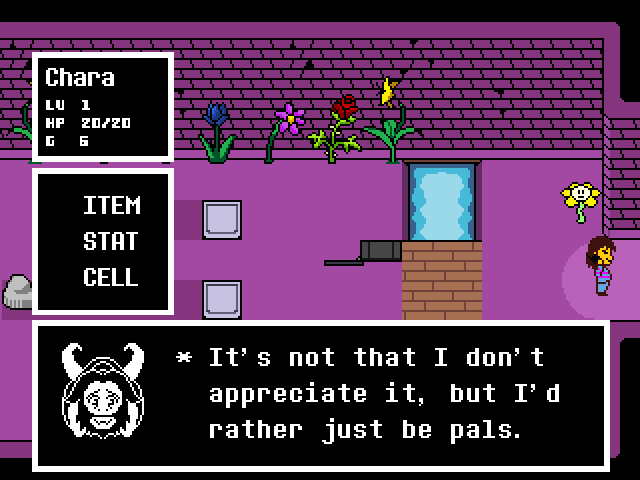 Chara
LV 1
HP 20/20
G 6
ITEM
STAT
CELL
* It's not that I don't
appreciate it, but I'd
rather just be pals.